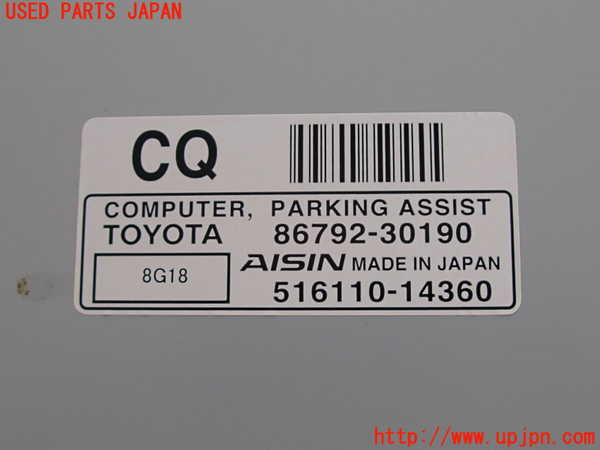 USED PARTS JAPAN
CQ
COMPUTER, PARKING ASSIST
TOYOTA 86792-30190
8G18
AISIN MADE IN JAPAN
516110-14360
http://www.upjpn.com/